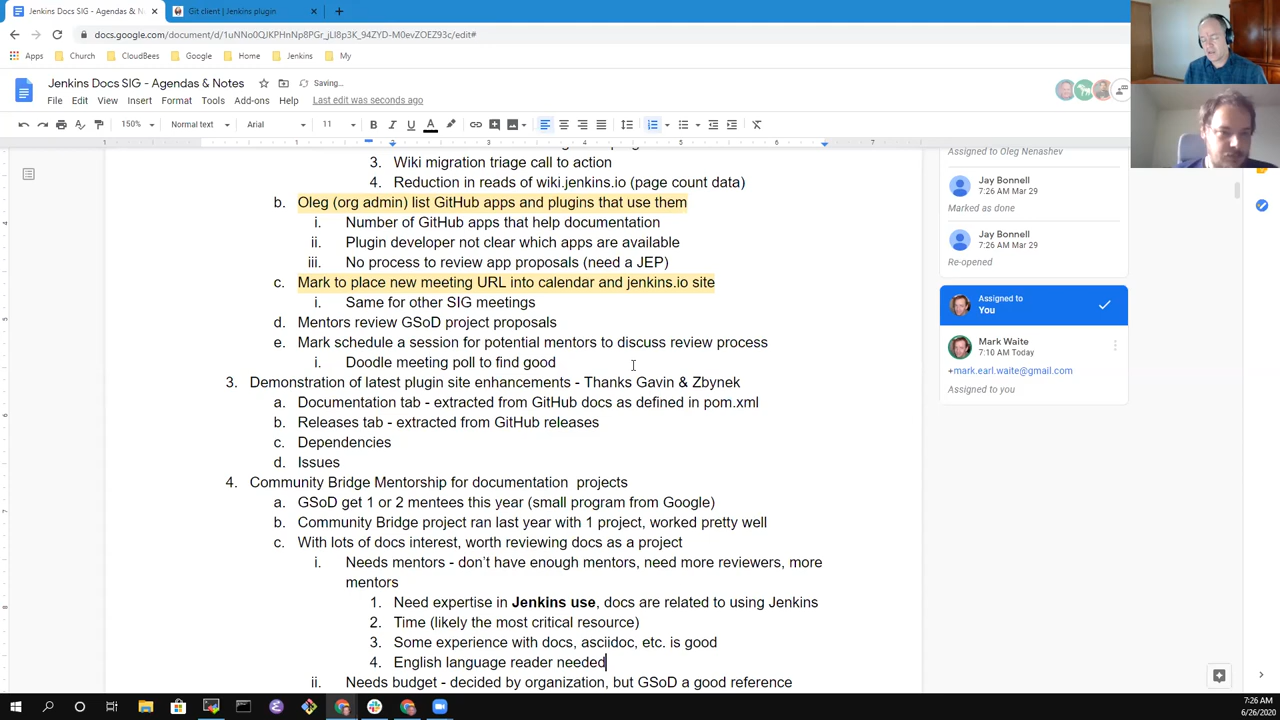 Jenkins Docs SIG - Agendas & N
Git client | Jenkins plugin
docs.google.com/document/d/1uNNo0QJKPHnNp8PGr_jLl8p3K_94ZYD-M0evZOEZ93c/edit#
Apps Church CloudBees Google Home Jenkins My
Jenkins Docs SIG - Agendas & Notes Saving...
File Edit View Insert Format Tools Add-ons Help Last edit was seconds ago
150% Normal text Arial 11 B I U A
1 1 2 3 4 5 6 7
3. Wiki migration triage call to action
4. Reduction in reads of wiki.jenkins.io (page count data)
b. Oleg (org admin) list GitHub apps and plugins that use them
i. Number of GitHub apps that help documentation
ii. Plugin developer not clear which apps are available
iii. No process to review app proposals (need a JEP)
c. Mark to place new meeting URL into calendar and jenkins.io site
i. Same for other SIG meetings
d. Mentors review GSoD project proposals
e. Mark schedule a session for potential mentors to discuss review process
i. Doodle meeting poll to find good
3. Demonstration of latest plugin site enhancements - Thanks Gavin & Zbynek
a. Documentation tab - extracted from GitHub docs as defined in pom.xml
b. Releases tab - extracted from GitHub releases
c. Dependencies
d. Issues
4. Community Bridge Mentorship for documentation projects
a. GSoD get 1 or 2 mentees this year (small program from Google)
b. Community Bridge project ran last year with 1 project, worked pretty well
c. With lots of docs interest, worth reviewing docs as a project
i. Needs mentors - don't have enough mentors, need more reviewers, more
mentors
1. Need expertise in Jenkins use, docs are related to using Jenkins
2. Time (likely the most critical resource)
3. Some experience with docs, asciidoc, etc. is good
4. English language reader needed
ii. Needs budget - decided by organization, but GSoD a good reference
Assigned to Oleg Nenashev
Jay Bonnell
7:26 AM Mar 29
Marked as done
Jay Bonnell
7:26 AM Mar 29
Re-opened
Assigned to
You
Mark Waite
7:10 AM Today
+mark.earl.waite@gmail.com
Assigned to you
7:26 AM
6/26/2020